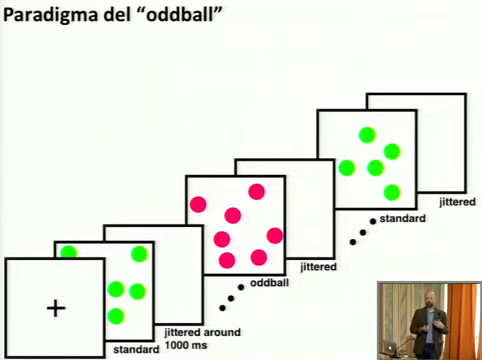 Paradigma del “oddball”
standard
jittered
jittered
oddball
jittered around
1000 ms
standard
+